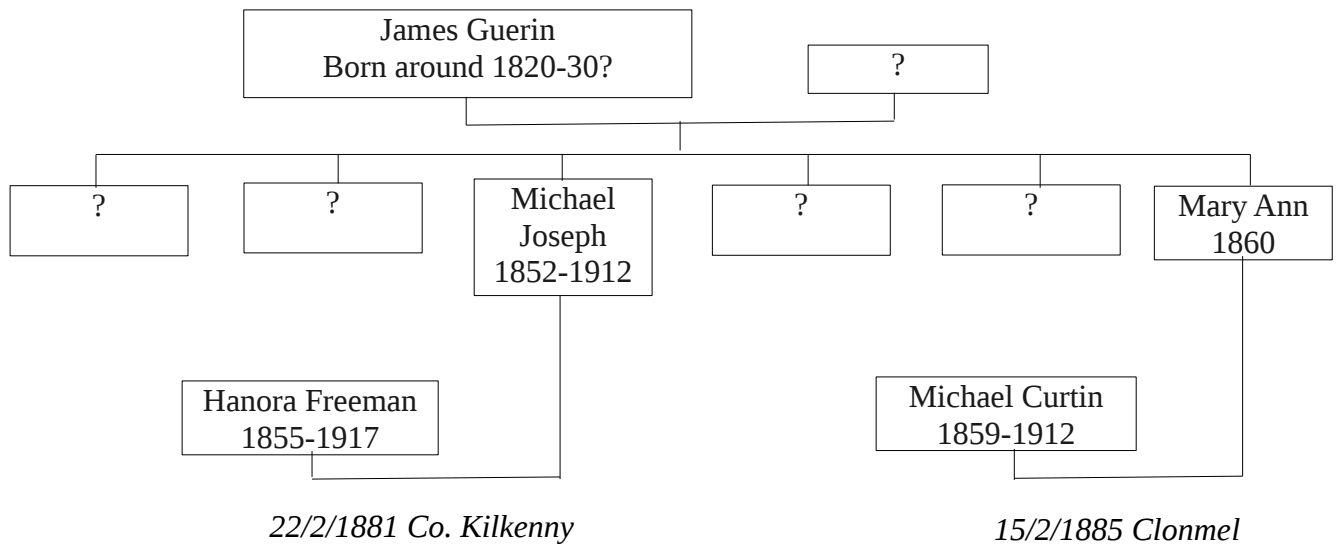 James Guerin
Born around 1820-30?
?
?
?
Michael
Joseph
1852-1912
?
?
Mary Ann
1860
Hanora Freeman
1855-1917
Michael Curtin
1859-1912
22/2/1881 Co. Kilkenny
15/2/1885 Clonmel